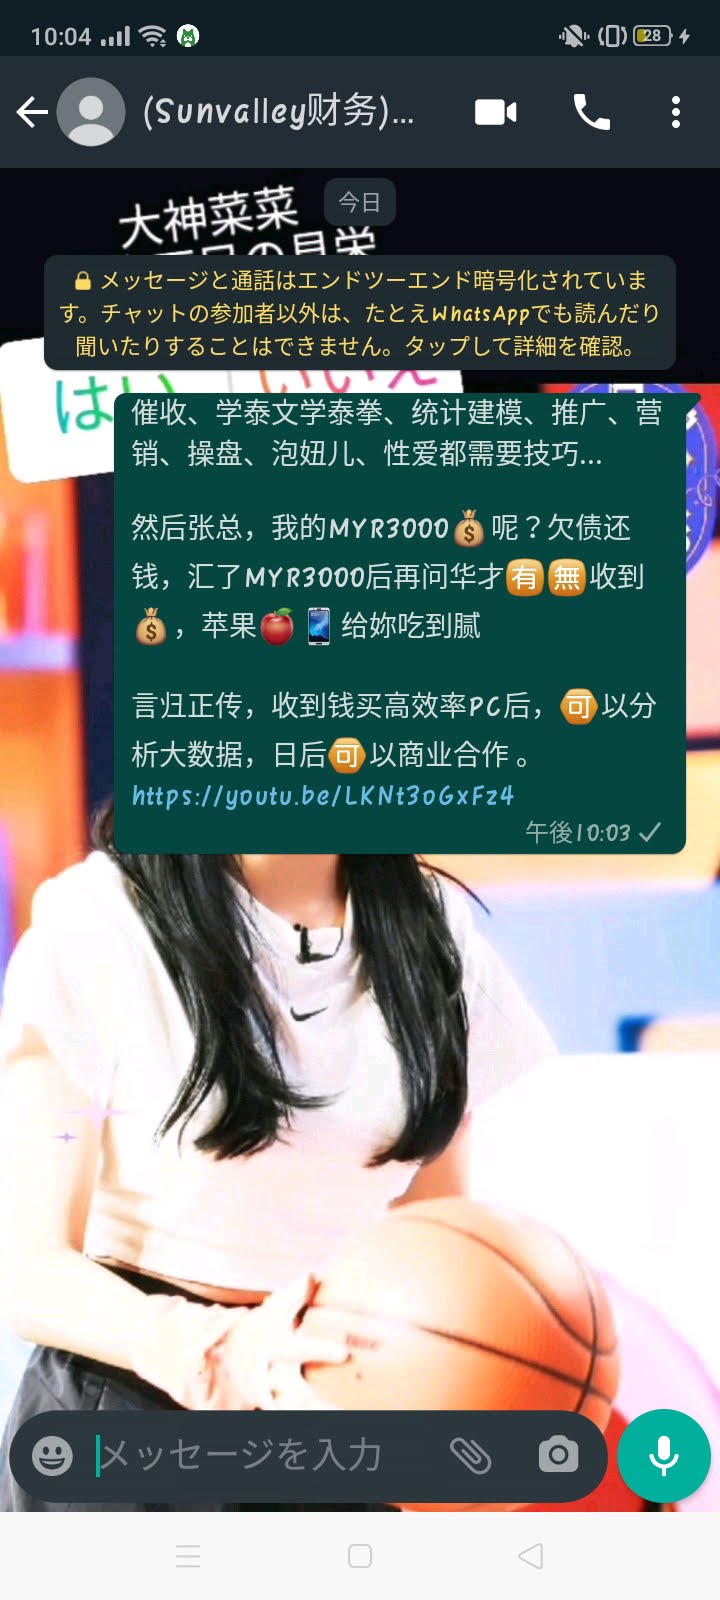 10:04
28
(Sunvalley财务)...
大神菜菜
今日
🔒 メッセージと通話はエンドツーエンド暗号化されていま
す。チャットの参加者以外は、たとえWhatsAppでも読んだり
聞いたりすることはできません。タップして詳細を確認。
はい いいえ
催收、学泰文学泰拳、统计建模、推广、营
销、操盘、泡妞儿、性爱都需要技巧...
然后张总，我的MYR3000💰呢？欠债还
钱，汇了MYR3000后再问华才🈶🈚收到
💰，苹果🍎📱给妳吃到腻
言归正传，收到钱买高效率PC后，🉑以分
析大数据，日后🉑以商业合作 。
https://youtu.be/LKNt3oGxFz4
午後10:03
メッセージを入力